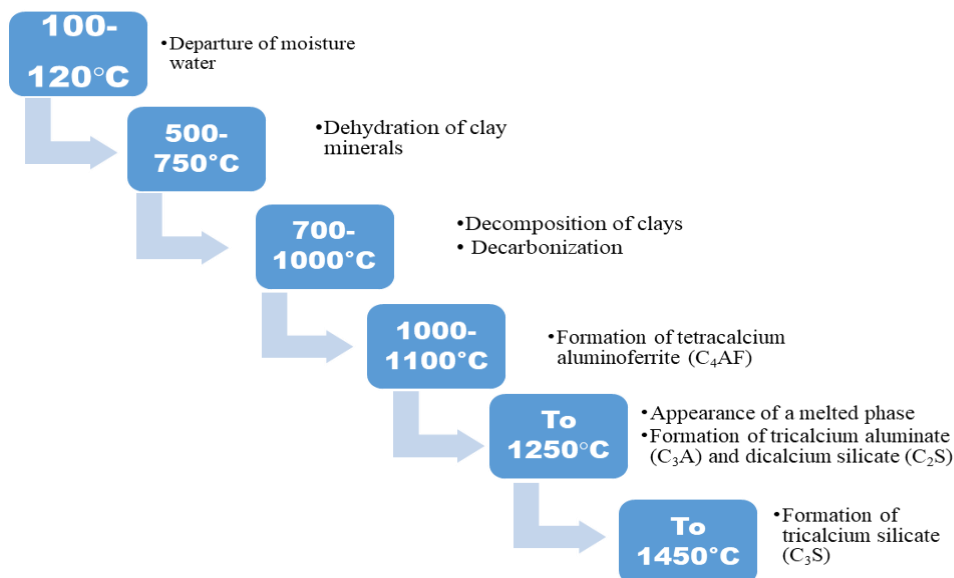 100-
120°C
•Departure of moisture
water
500-
750°C
•Dehydration of clay
minerals
700-
1000°C
•Decomposition of clays
• Decarbonization
1000-
1100°C
•Formation of tetracalcium
aluminoferrite (C₄AF)
To
1250°C
•Appearance of a melted phase
•Formation of tricalcium aluminate
(C₃A) and dicalcium silicate (C₂S)
To
1450°C
•Formation of
tricalcium silicate
(C₃S)